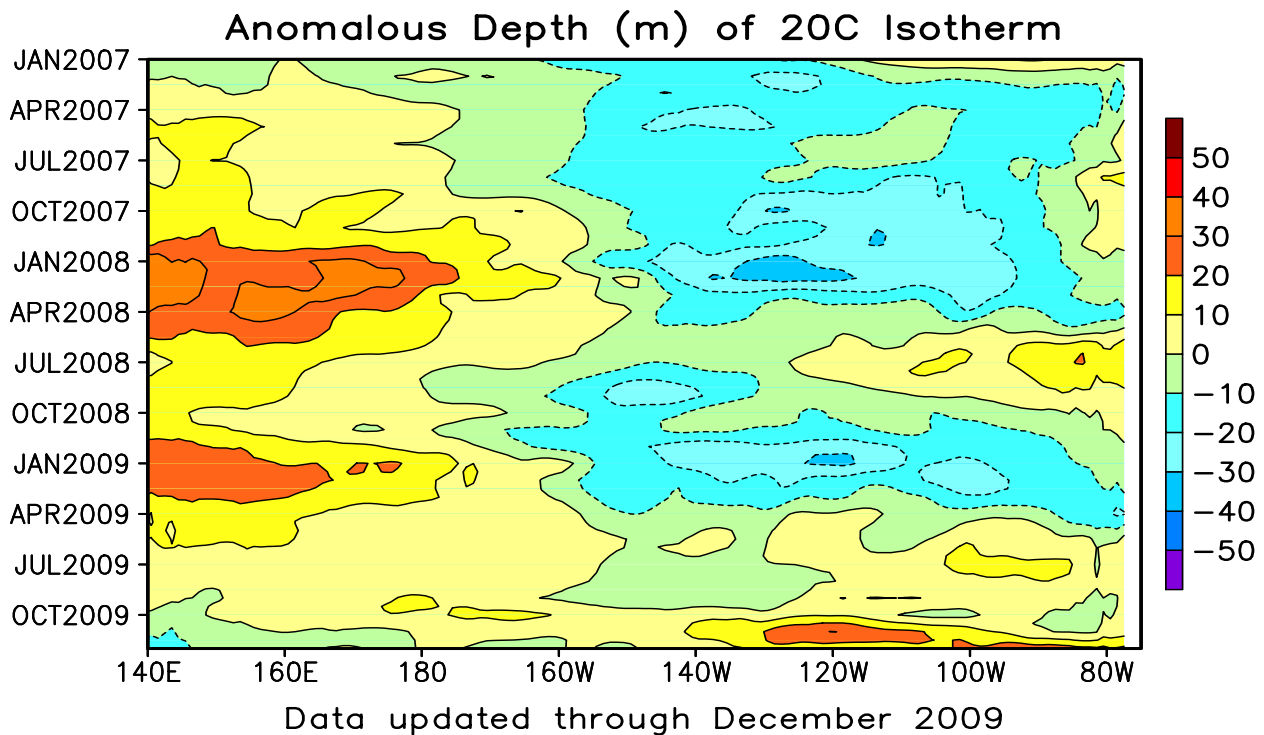 Anomalous Depth (m) of 20C Isotherm
JAN2007
APR2007
JUL2007
OCT2007
JAN2008
APR2008
JUL2008
OCT2008
JAN2009
APR2009
JUL2009
OCT2009
140E 160E 180 160W 140W 120W 100W 80W
50
40
30
20
10
0
−10
−20
−30
−40
−50
Data updated through December 2009